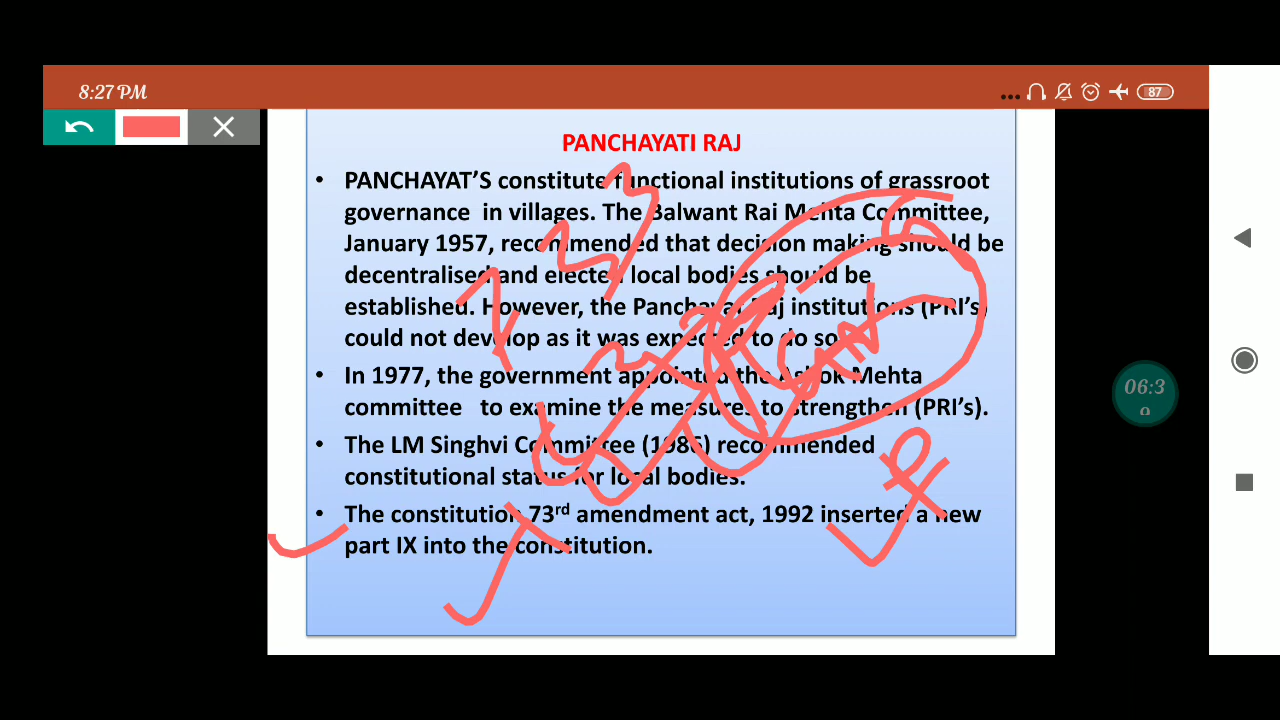 8:27 PM
87
PANCHAYATI RAJ
• PANCHAYAT'S constitute functional institutions of grassroot
governance in villages. The Balwant Rai Mehta Committee,
January 1957, recommended that decision making should be
decentralised and elected local bodies should be
established. However, the Panchayat Raj institutions (PRI's)
could not develop as it was expected to do so.
• In 1977, the government appointed the Ashok Mehta
committee to examine the measures to strengthen (PRI's).
• The LM Singhvi Committee (1986) recommended
constitutional status for local bodies.
• The constitution 73rd amendment act, 1992 inserted a new
part IX into the constitution.
06:3